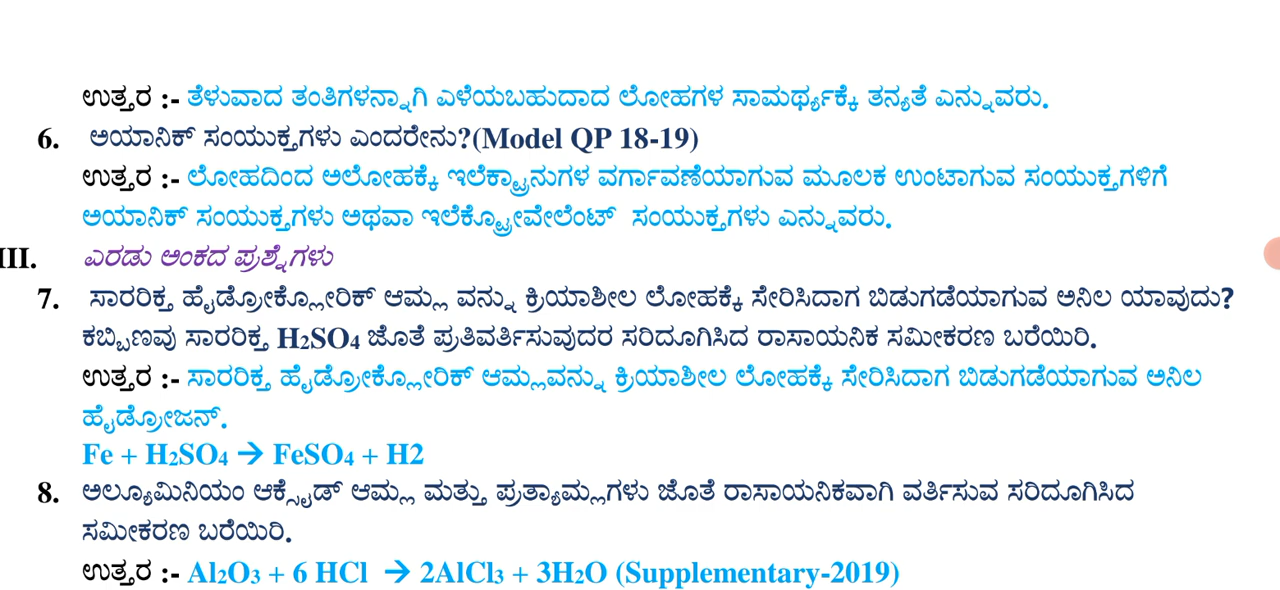 ಉತ್ತರ :- ತೆಳುವಾದ ತಂತಿಗಳನ್ನಾಗಿ ಎಳೆಯಬಹುದಾದ ಲೋಹಗಳ ಸಾಮರ್ಥ್ಯಕ್ಕೆ ತನ್ಯತೆ ಎನ್ನುವರು.
6. ಅಯಾನಿಕ್ ಸಂಯುಕ್ತಗಳು ಎಂದರೇನು?(Model QP 18-19)
ಉತ್ತರ :- ಲೋಹದಿಂದ ಅಲೋಹಕ್ಕೆ ಇಲೆಕ್ಟ್ರಾನುಗಳ ವರ್ಗಾವಣೆಯಾಗುವ ಮೂಲಕ ಉಂಟಾಗುವ ಸಂಯುಕ್ತಗಳಿಗೆ
ಅಯಾನಿಕ್ ಸಂಯುಕ್ತಗಳು ಅಥವಾ ಇಲೆಕ್ಟ್ರೋವೇಲೆಂಟ್ ಸಂಯುಕ್ತಗಳು ಎನ್ನುವರು.
III. ಎರಡು ಅಂಕದ ಪ್ರಶ್ನೆಗಳು
7. ಸಾರರಿಕ್ತ ಹೈಡ್ರೋಕ್ಲೋರಿಕ್ ಆಮ್ಲ ವನ್ನು ಕ್ರಿಯಾಶೀಲ ಲೋಹಕ್ಕೆ ಸೇರಿಸಿದಾಗ ಬಿಡುಗಡೆಯಾಗುವ ಅನಿಲ ಯಾವುದು?
ಕಬ್ಬಿಣವು ಸಾರರಿಕ್ತ H₂SO₄ ಜೊತೆ ಪ್ರತಿವರ್ತಿಸುವುದರ ಸರಿದೂಗಿಸಿದ ರಾಸಾಯನಿಕ ಸಮೀಕರಣ ಬರೆಯಿರಿ.
ಉತ್ತರ :- ಸಾರರಿಕ್ತ ಹೈಡ್ರೋಕ್ಲೋರಿಕ್ ಆಮ್ಲವನ್ನು ಕ್ರಿಯಾಶೀಲ ಲೋಹಕ್ಕೆ ಸೇರಿಸಿದಾಗ ಬಿಡುಗಡೆಯಾಗುವ ಅನಿಲ
ಹೈಡ್ರೋಜನ್.
Fe + H₂SO₄ → FeSO₄ + H2
8. ಅಲ್ಯೂಮಿನಿಯಂ ಆಕ್ಸೈಡ್ ಆಮ್ಲ ಮತ್ತು ಪ್ರತ್ಯಾಮ್ಲಗಳು ಜೊತೆ ರಾಸಾಯನಿಕವಾಗಿ ವರ್ತಿಸುವ ಸರಿದೂಗಿಸಿದ
ಸಮೀಕರಣ ಬರೆಯಿರಿ.
ಉತ್ತರ :- Al₂O₃ + 6 HCl → 2AlCl₃ + 3H₂O (Supplementary-2019)